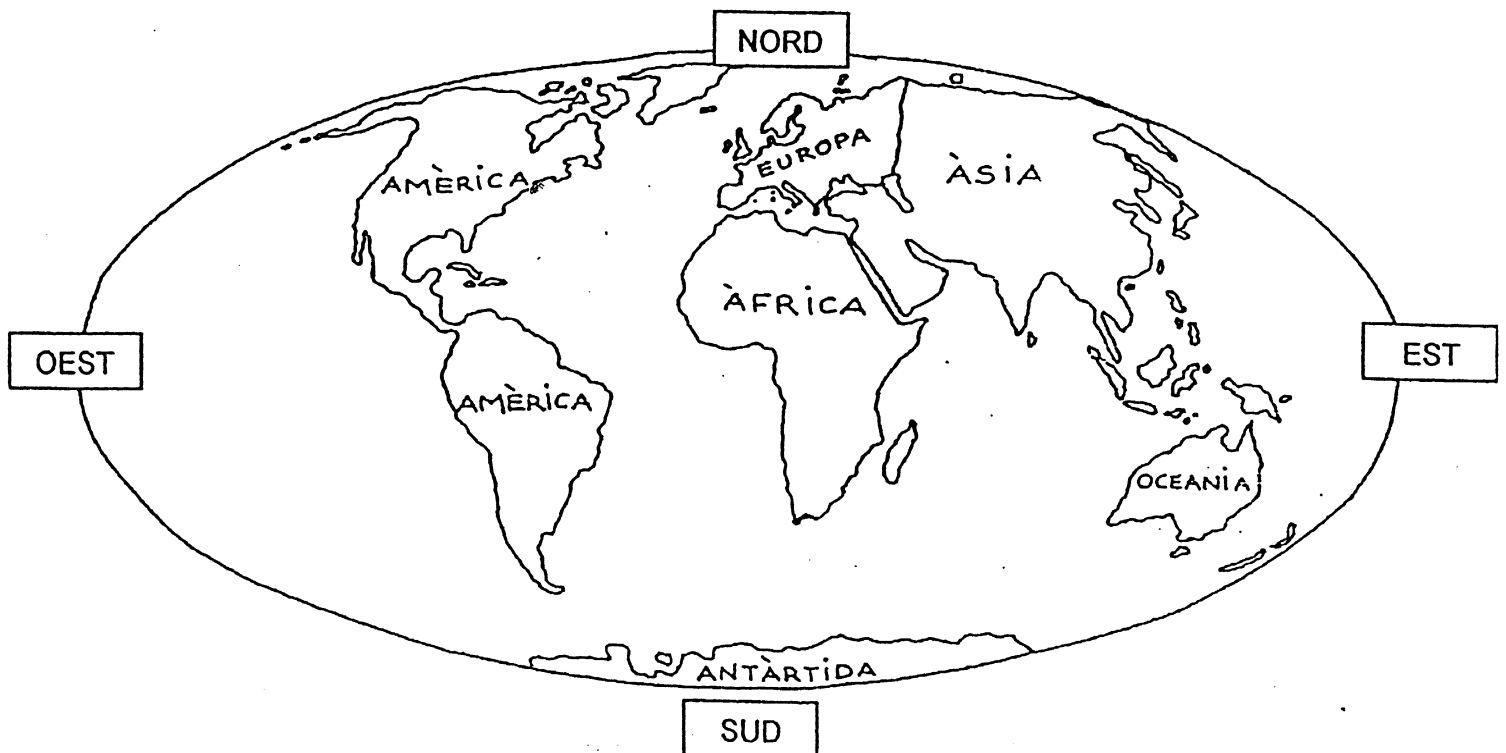 NORD
AMÈRICA
EUROPA
ÀSIA
ÀFRICA
OEST
EST
AMÈRICA
OCEANIA
ANTÀRTIDA
SUD